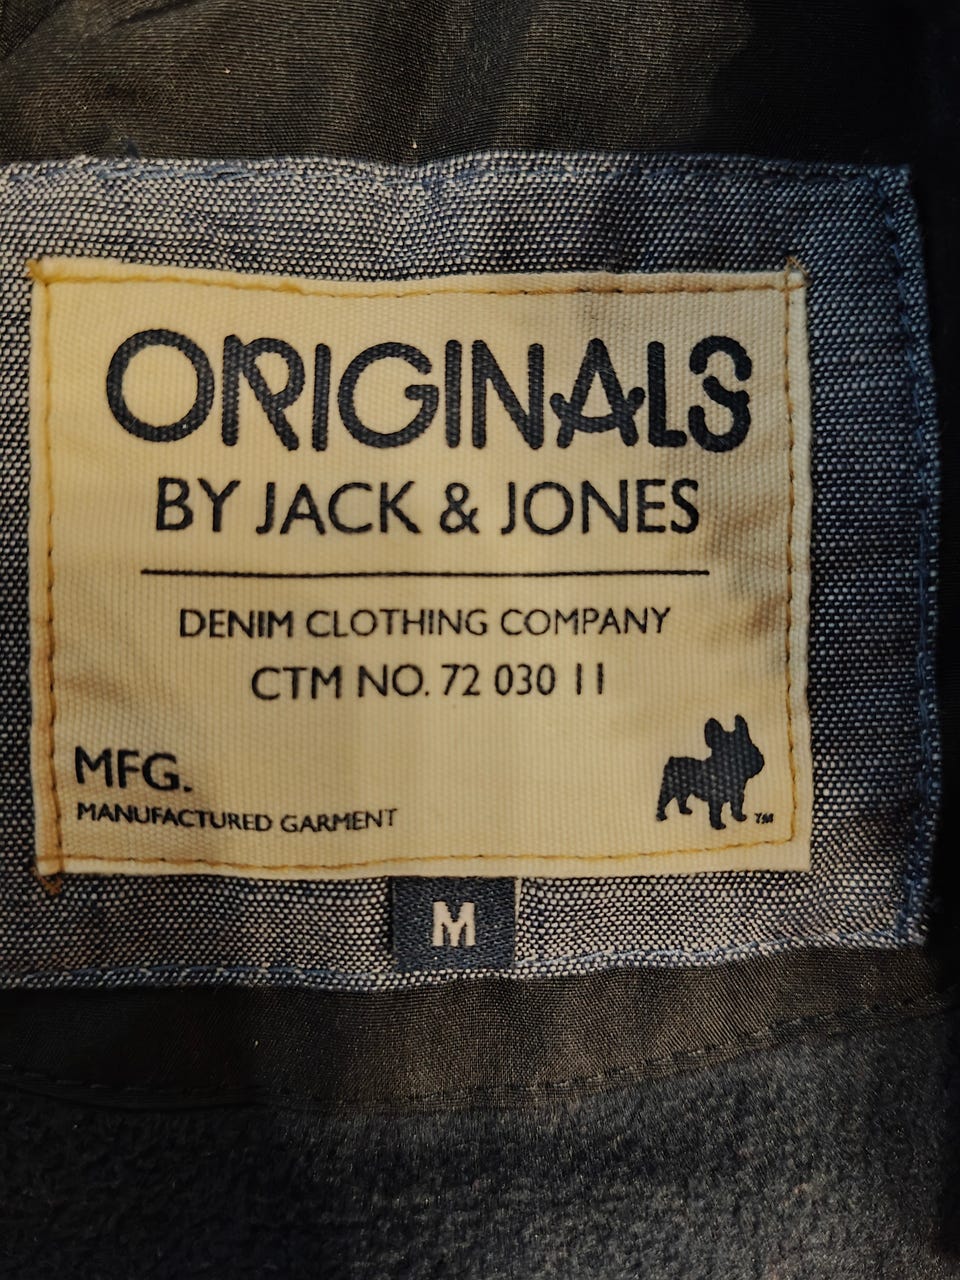 ORIGINALS
BY JACK & JONES
DENIM CLOTHING COMPANY
CTM NO. 72 030 11
MFG.
MANUFACTURED GARMENT
TM
M